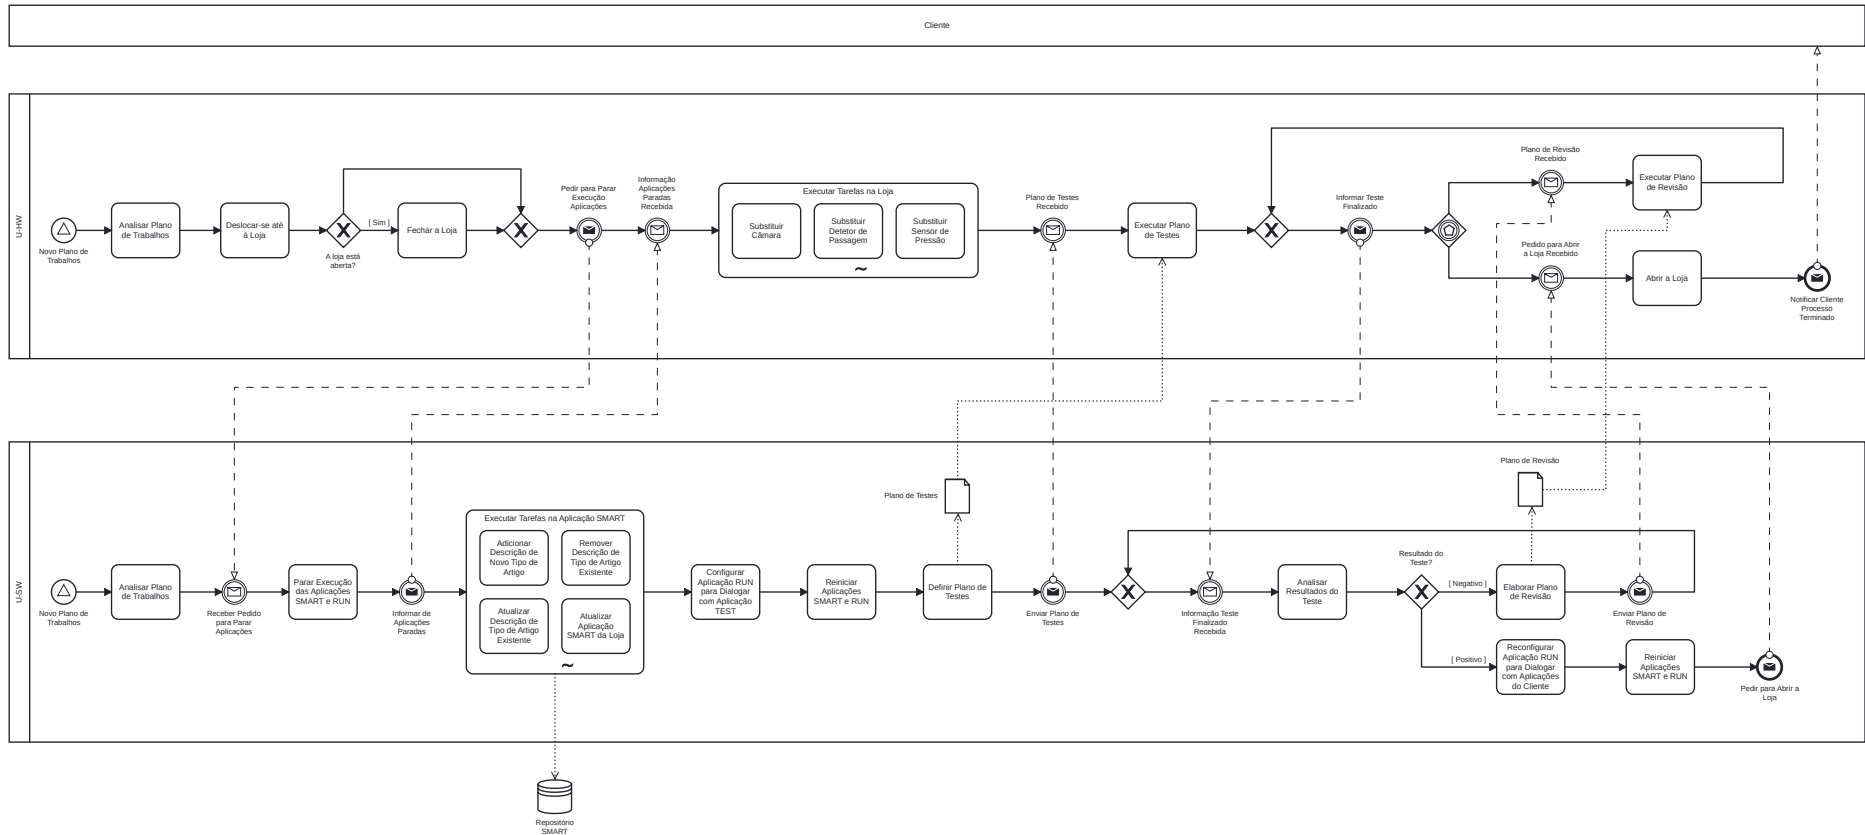 Cliente
U-HW
Novo Plano de
Trabalhos
Analisar Plano
de Trabalhos
Deslocar-se até
à Loja
A loja está
aberta?
[ Sim ]
Fechar a Loja
Pedir para Parar
Execução
Aplicações
Informação
Aplicações
Paradas
Recebida
Executar Tarefas na Loja
Substituir
Câmara
Substituir
Detetor de
Passagem
Substituir
Sensor de
Pressão
Plano de Testes
Recebido
Executar Plano
de Testes
Informar Teste
Finalizado
Plano de Revisão
Recebido
Executar Plano
de Revisão
Pedido para Abrir
a Loja Recebido
Abrir a Loja
Notificar Cliente
Processo
Terminado
U-SW
Novo Plano de
Trabalhos
Analisar Plano
de Trabalhos
Receber Pedido
para Parar
Aplicações
Parar Execução
das Aplicações
SMART e RUN
Informar de
Aplicações
Paradas
Executar Tarefas na Aplicação SMART
Adicionar
Descrição de
Novo Tipo de
Artigo
Remover
Descrição de
Tipo de Artigo
Existente
Atualizar
Descrição de
Tipo de Artigo
Existente
Atualizar
Aplicação
SMART da Loja
Configurar
Aplicação RUN
para Dialogar
com Aplicação
TEST
Reiniciar
Aplicações
SMART e RUN
Plano de Testes
Definir Plano de
Testes
Enviar Plano de
Testes
Informação Teste
Finalizado
Recebida
Analisar
Resultados do
Teste
Resultado do
Teste?
[ Negativo ]
Plano de Revisão
Elaborar Plano
de Revisão
Enviar Plano de
Revisão
[ Positivo ]
Reconfigurar
Aplicação RUN
para Dialogar
com Aplicações
do Cliente
Reiniciar
Aplicações
SMART e RUN
Pedir para Abrir a
Loja
Repositório
SMART